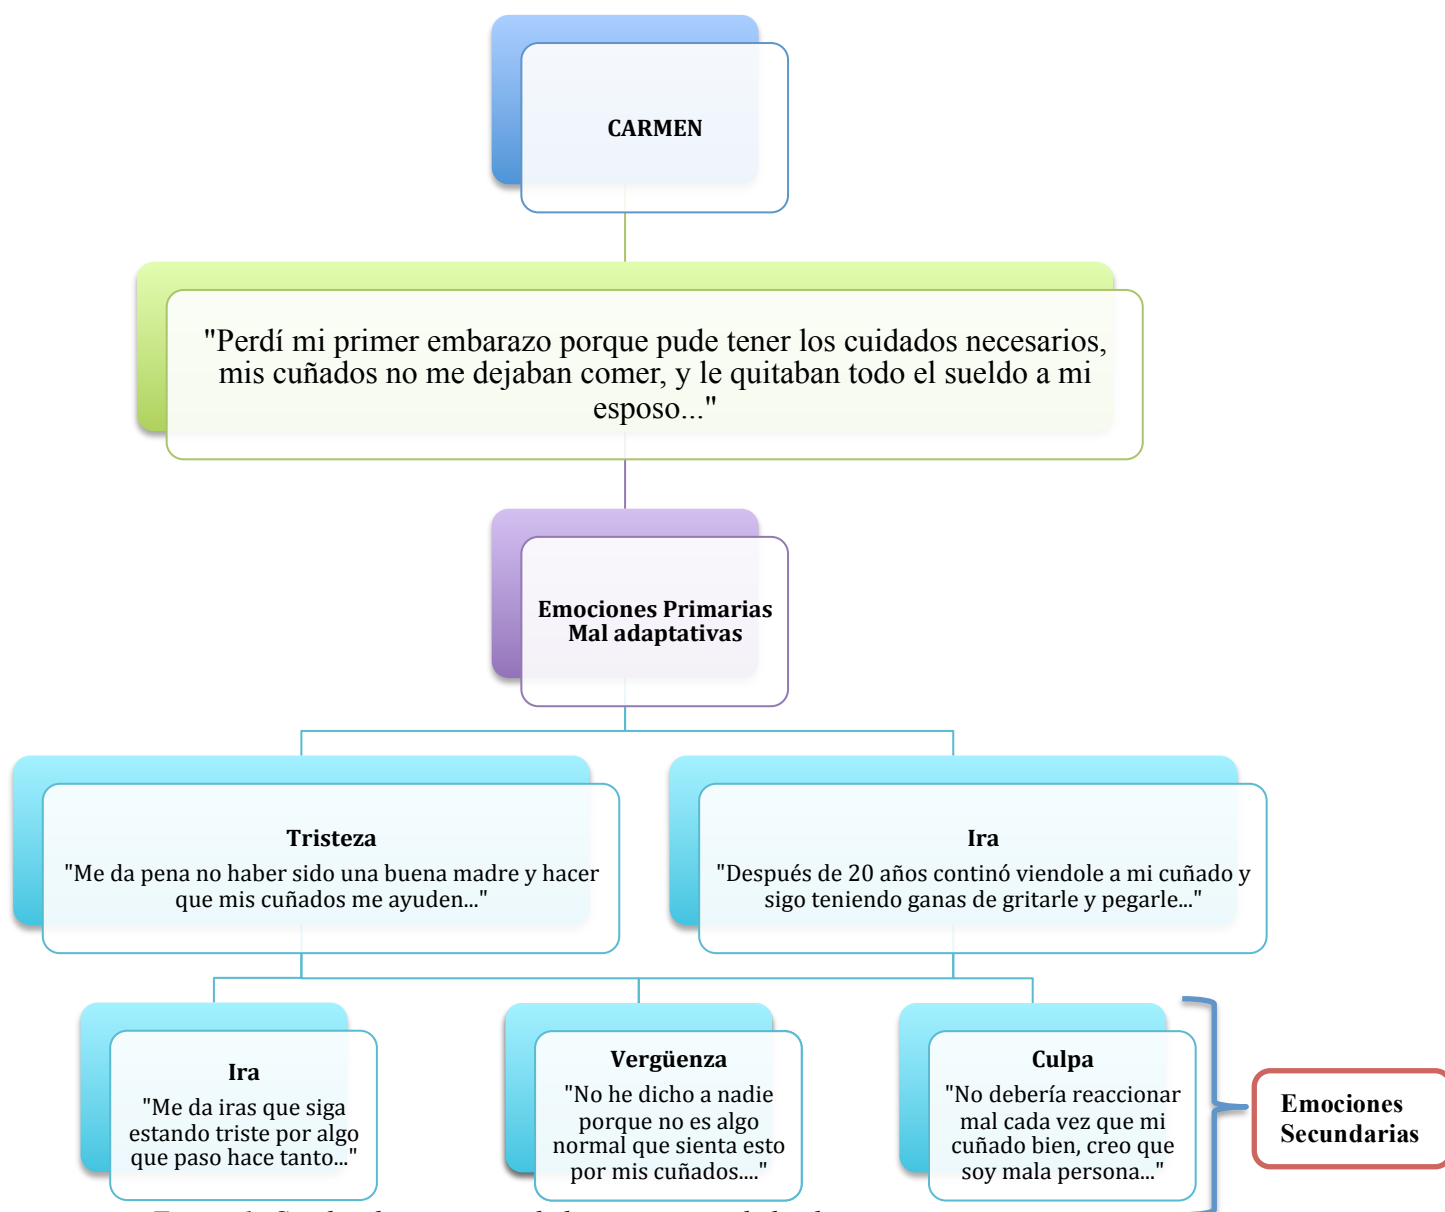 CARMEN
"Perdí mi primer embarazo porque pude tener los cuidados necesarios,
mis cuñados no me dejaban comer, y le quitaban todo el sueldo a mi
esposo..."
Emociones Primarias
Mal adaptativas
Tristeza
"Me da pena no haber sido una buena madre y hacer
que mis cuñados me ayuden..."
Ira
"Después de 20 años continó viendole a mi cuñado y
sigo teniendo ganas de gritarle y pegarle..."
Ira
"Me da iras que siga
estando triste por algo
que paso hace tanto..."
Vergüenza
"No he dicho a nadie
porque no es algo
normal que sienta esto
por mis cuñados...."
Culpa
"No debería reaccionar
mal cada vez que mi
cuñado bien, creo que
soy mala persona..."
Emociones
Secundarias